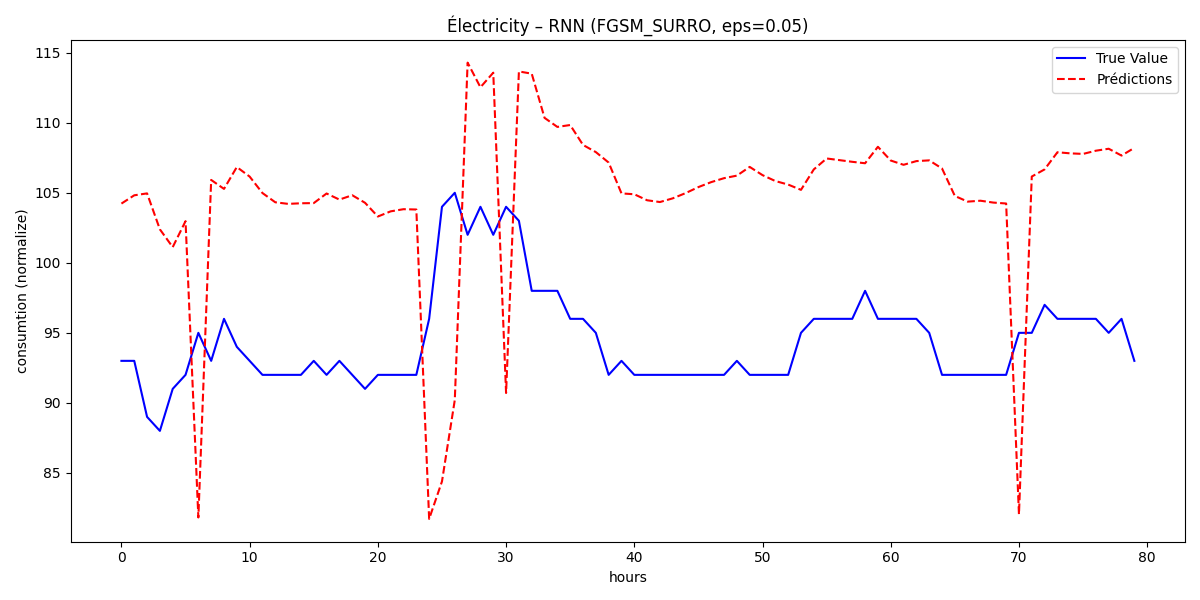 Électricity – RNN (FGSM_SURRO, eps=0.05)
True Value
Prédictions
consumtion (normalize)
115
110
105
100
95
90
85
0 10 20 30 40 50 60 70 80
hours